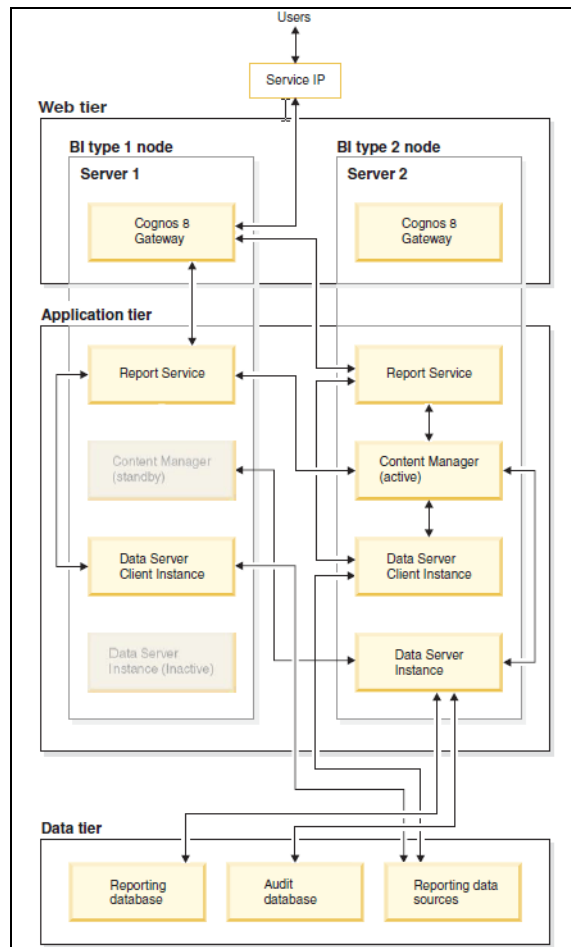 Users
Service IP
Web tier
BI type 1 node
BI type 2 node
Server 1
Server 2
Cognos 8
Gateway
Cognos 8
Gateway
Application tier
Report Service
Report Service
Content Manager
(standby)
Content Manager
(active)
Data Server
Client Instance
Data Server
Client Instance
Data Server
Instance (Inactive)
Data Server
Instance
Data tier
Reporting
database
Audit
database
Reporting data
sources